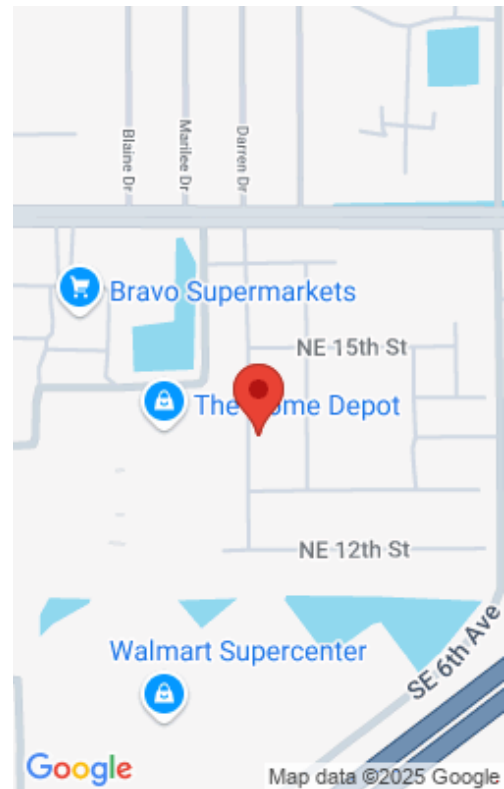 Blaine Dr
Marilee Dr
Darren Dr
Bravo Supermarkets
NE 15th St
The Home Depot
NE 12th St
Walmart Supercenter
SE 6th Ave
Google
Map data ©2025 Google